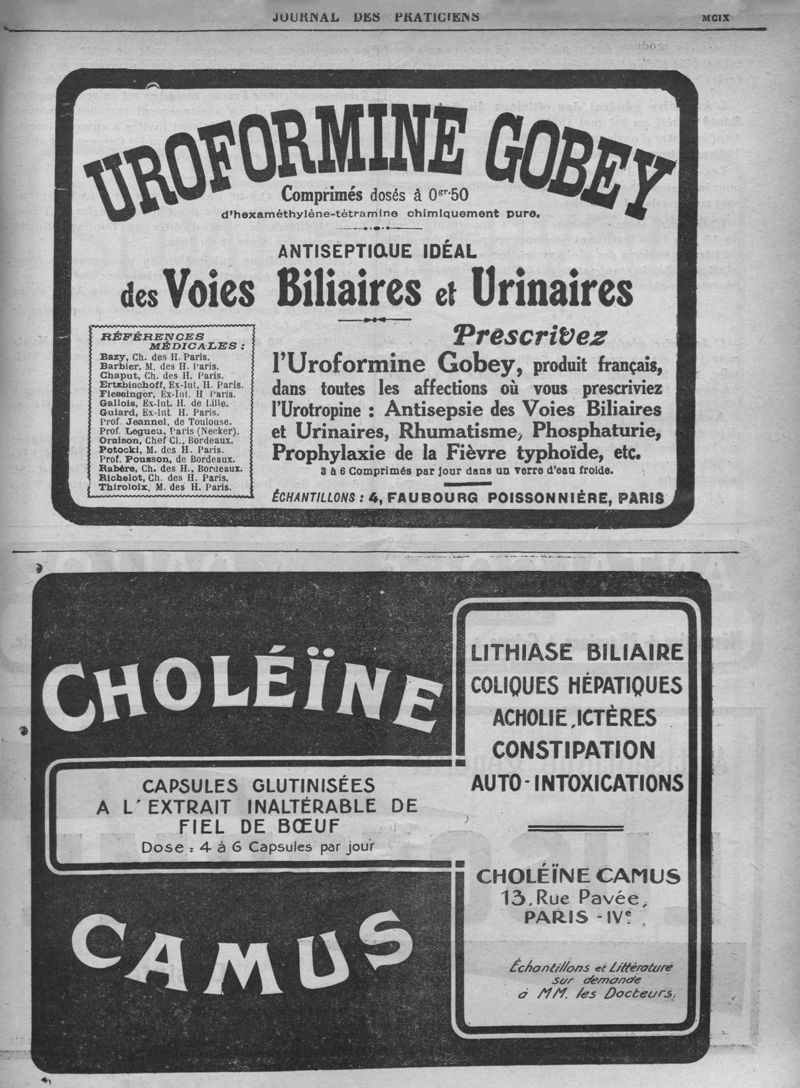 JOURNAL DES PRATICIENS
MCIX
UROFORMINE GOBEY
Comprimés dosés à 0gr.50
d'hexaméthylène-tétramine chimiquement pure.
ANTISEPTIQUE IDÉAL
des Voies Biliaires et Urinaires
RÉFÉRENCES
MÉDICALES :
Bazy, Ch. des H. Paris.
Barbier, M. des H. Paris.
Chaput, Ch. des H. Paris.
Ertzbischoff, Ex-Int. H. Paris.
Fiessinger, Ex-Int. H Paris.
Gallois, Ex-Int. H. de Lille.
Guiard, Ex-Int H. Paris.
Prof. Jeannel, de Toulouse.
Prof. Legueu, Paris (Necker).
Oraison, Chef Cl., Bordeaux.
Potocki, M. des H. Paris.
Prof. Pousson, de Bordeaux.
Rabère, Ch. des H., Bordeaux.
Richelot, Ch. des H. Paris.
Thiroloix, M. des H. Paris.
Prescrivez
l'Uroformine Gobey, produit français,
dans toutes les affections où vous prescriviez
l'Urotropine : Antisepsie des Voies Biliaires
et Urinaires, Rhumatisme, Phosphaturie,
Prophylaxie de la Fièvre typhoïde, etc.
3 à 6 Comprimés par jour dans un verre d'eau froide.
ÉCHANTILLONS : 4, FAUBOURG POISSONNIÈRE, PARIS
CHOLÉÏNE
CAPSULES GLUTINISÉES
A L'EXTRAIT INALTÉRABLE DE
FIEL DE BŒUF
Dose : 4 à 6 Capsules par jour
CAMUS
LITHIASE BILIAIRE
COLIQUES HÉPATIQUES
ACHOLIE, ICTÈRES
CONSTIPATION
AUTO-INTOXICATIONS
CHOLÉÏNE CAMUS
13, Rue Pavée,
PARIS - IVe.
Échantillons et Littérature
sur demande
à MM. les Docteurs.